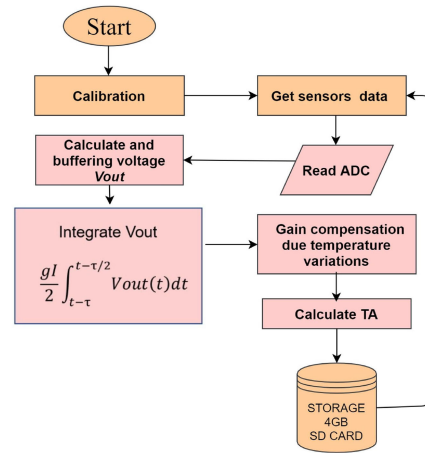 Start
Calibration
Get sensors data
Read ADC
Calculate and
buffering voltage
Vout
Integrate Vout
gI/2 ∫_{t-τ}^{t-τ/2} Vout(t)dt
Gain compensation
due temperature
variations
Calculate TA
STORAGE
4GB
SD CARD